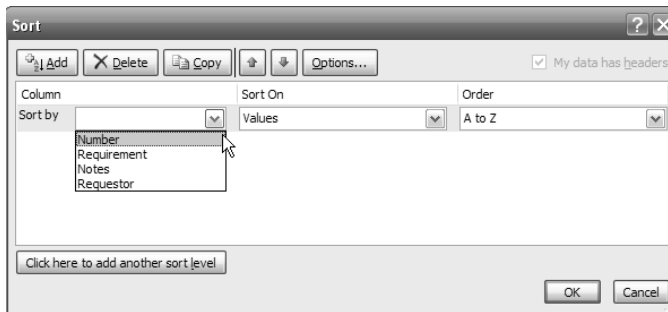 Sort
Add Delete Copy Options... My data has headers
Column Sort On Order
Sort by Values A to Z
Number
Requirement
Notes
Requestor
Click here to add another sort level
OK Cancel